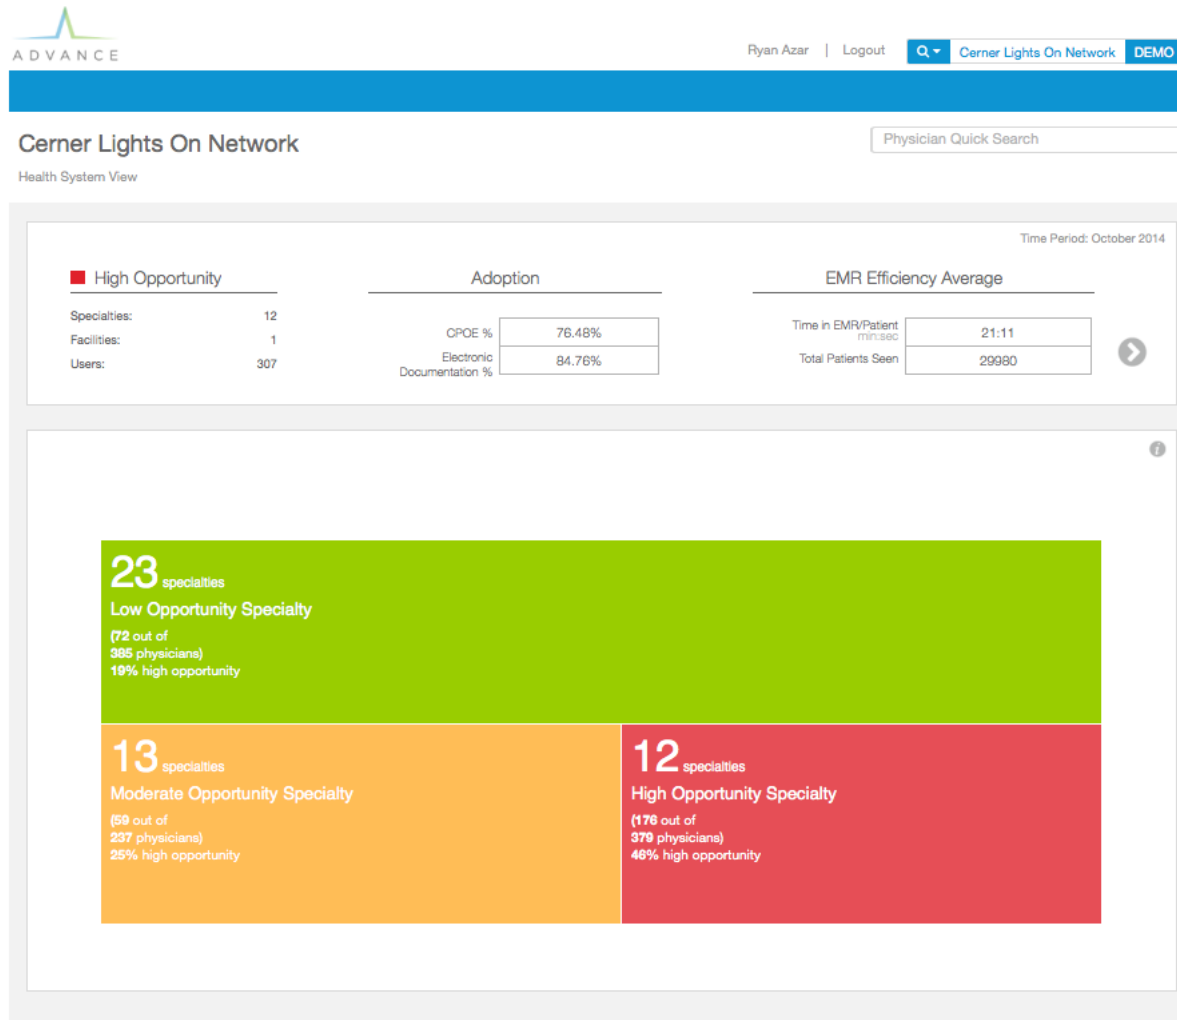 ADVANCE
Ryan Azar | Logout
Cerner Lights On Network DEMO
Cerner Lights On Network
Physician Quick Search
Health System View
Time Period: October 2014
High Opportunity
Specialties: 12
Facilities: 1
Users: 307
Adoption
CPOE % 76.48%
Electronic
Documentation % 84.76%
EMR Efficiency Average
Time in EMR/Patient
min:sec
21:11
Total Patients Seen 29980
i
23 specialties
Low Opportunity Specialty
(72 out of
385 physicians)
19% high opportunity
13 specialties
Moderate Opportunity Specialty
(59 out of
237 physicians)
25% high opportunity
12 specialties
High Opportunity Specialty
(176 out of
379 physicians)
46% high opportunity